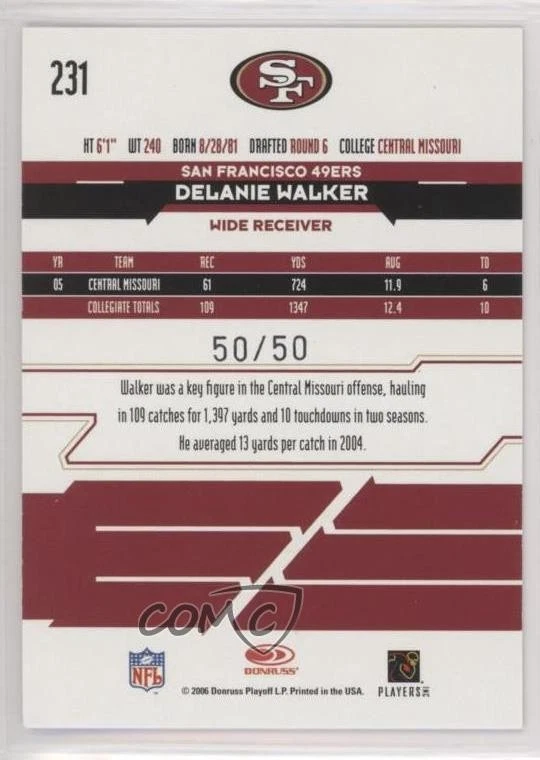 231
SF
HT 6'1" WT 240 BORN 8/28/81 DRAFTED ROUND 6 COLLEGE CENTRAL MISSOURI
SAN FRANCISCO 49ERS
DELANIE WALKER
WIDE RECEIVER
YR TEAM REC YDS AVG TD
05 CENTRAL MISSOURI 61 724 11.9 6
COLLEGIATE TOTALS 109 1347 12.4 10
50/50
Walker was a key figure in the Central Missouri offense, hauling
in 109 catches for 1,397 yards and 10 touchdowns in two seasons.
He averaged 13 yards per catch in 2004.
COMC
NFL
DONRUSS
PLAYERS INC
© 2006 Donruss Playoff L.P. Printed in the USA.